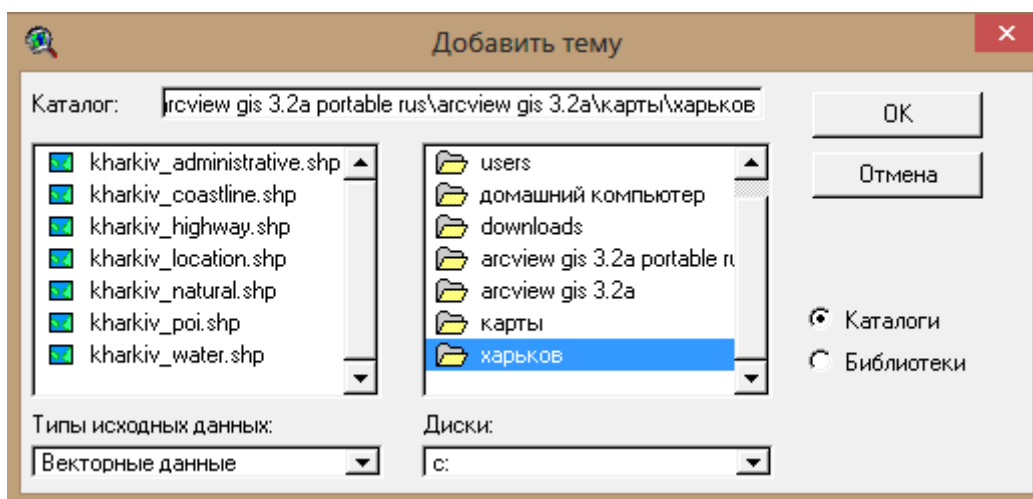 Добавить тему
Каталог: ırcview gis 3.2a portable rus\arcview gis 3.2a\карты\харьков
OK
Отмена
kharkiv_administrative.shp
kharkiv_coastline.shp
kharkiv_highway.shp
kharkiv_location.shp
kharkiv_natural.shp
kharkiv_poi.shp
kharkiv_water.shp
users
домашний компьютер
downloads
arcview gis 3.2a portable ru
arcview gis 3.2a
карты
харьков
Каталоги
Библиотеки
Типы исходных данных:
Векторные данные
Диски:
c: